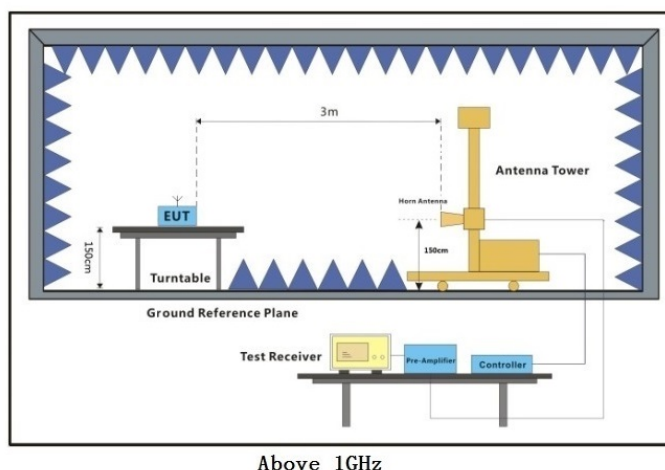 3m
Antenna Tower
Horn Antenna
EUT
150cm
150cm
Turntable
Ground Reference Plane
Test Receiver
Pre-Amplifier
Controller
Above 1GHz